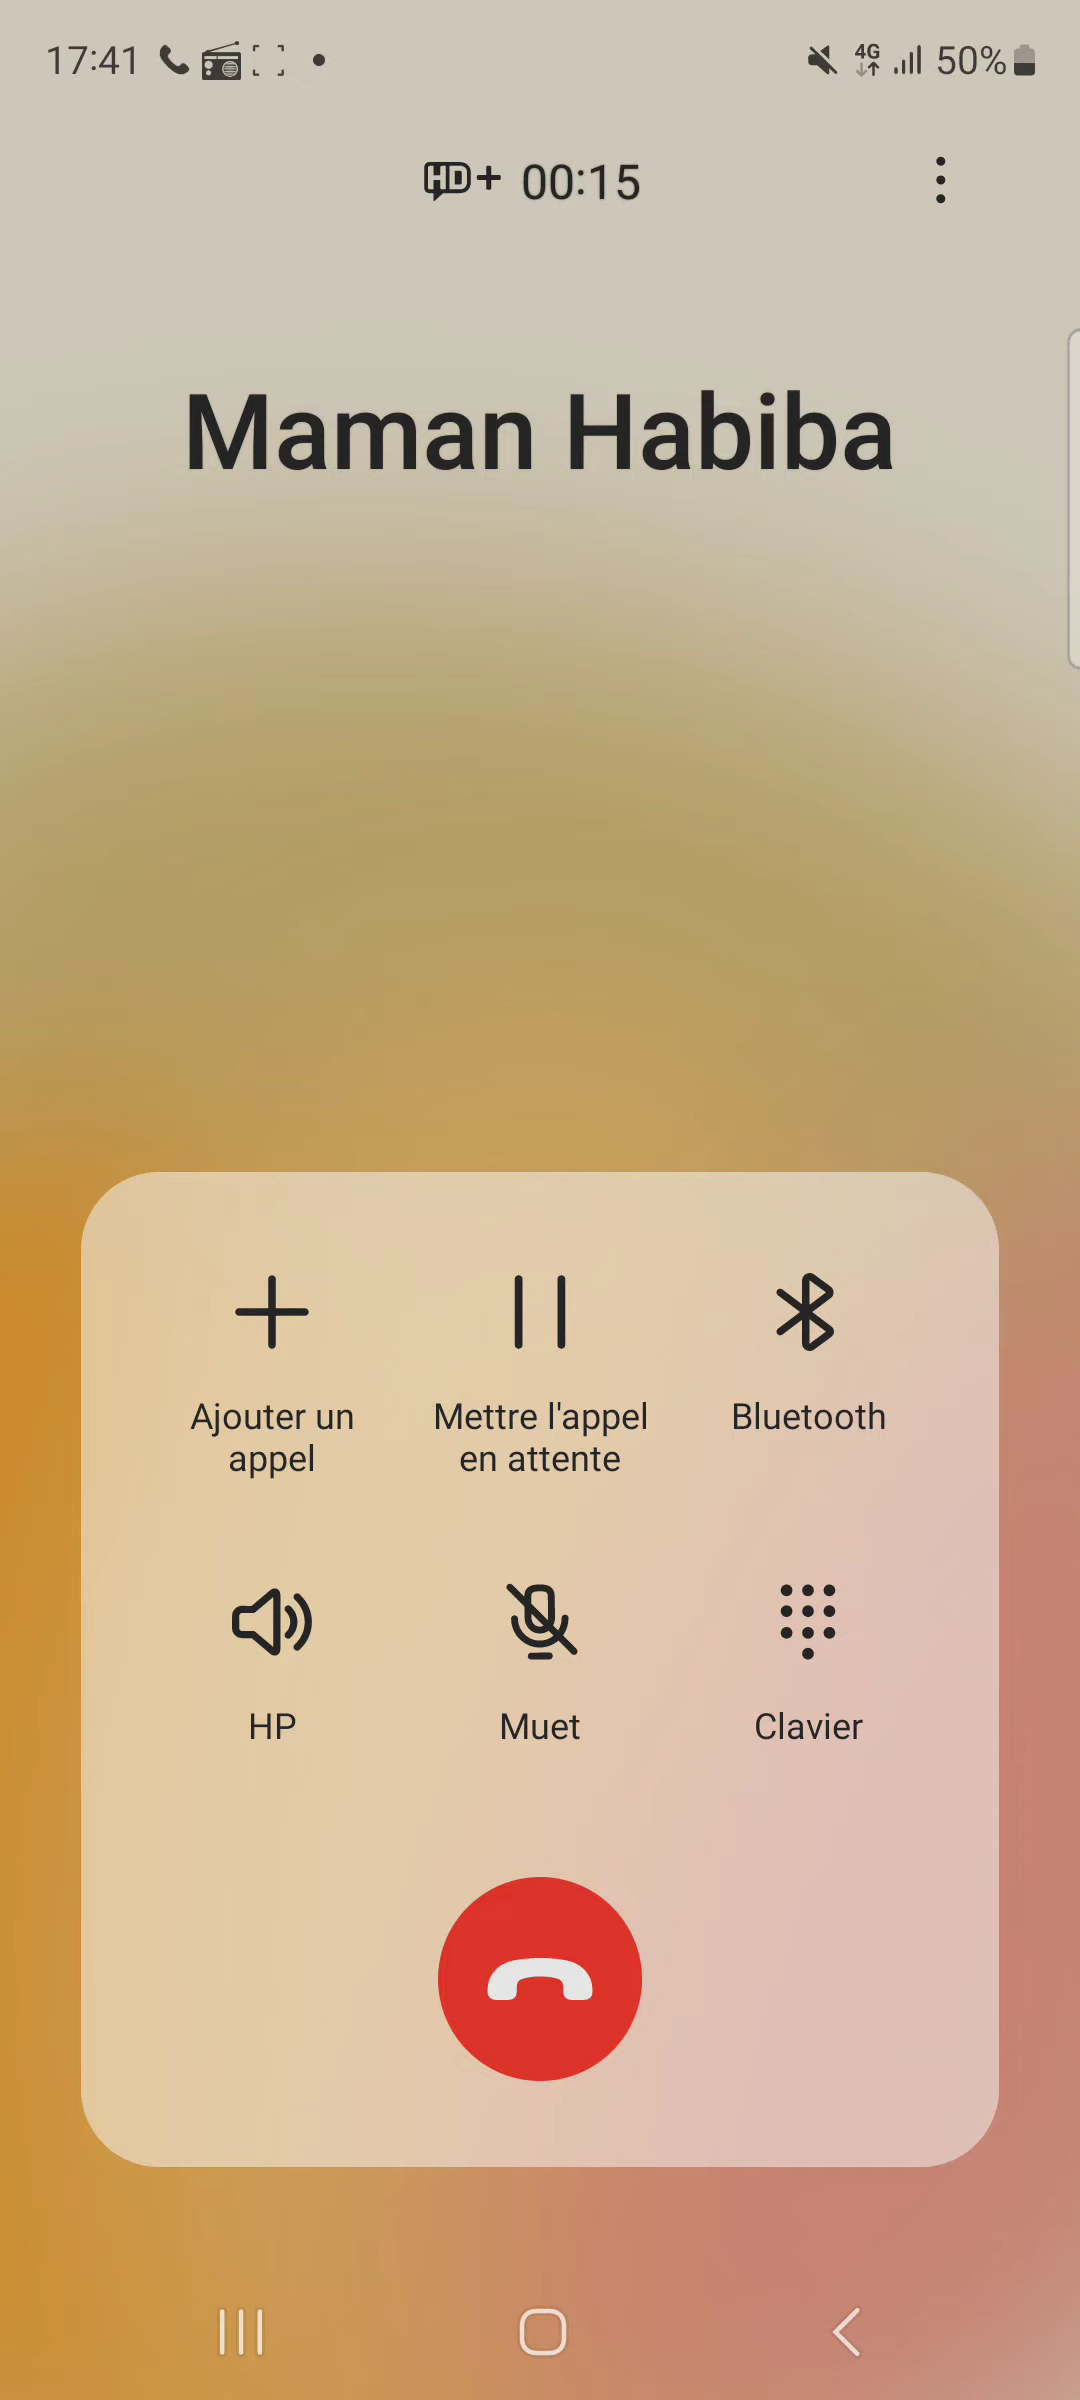 17:41 4G 50%
HD+ 00:15
Maman Habiba
Ajouter un appel
Mettre l'appel en attente
Bluetooth
HP
Muet
Clavier